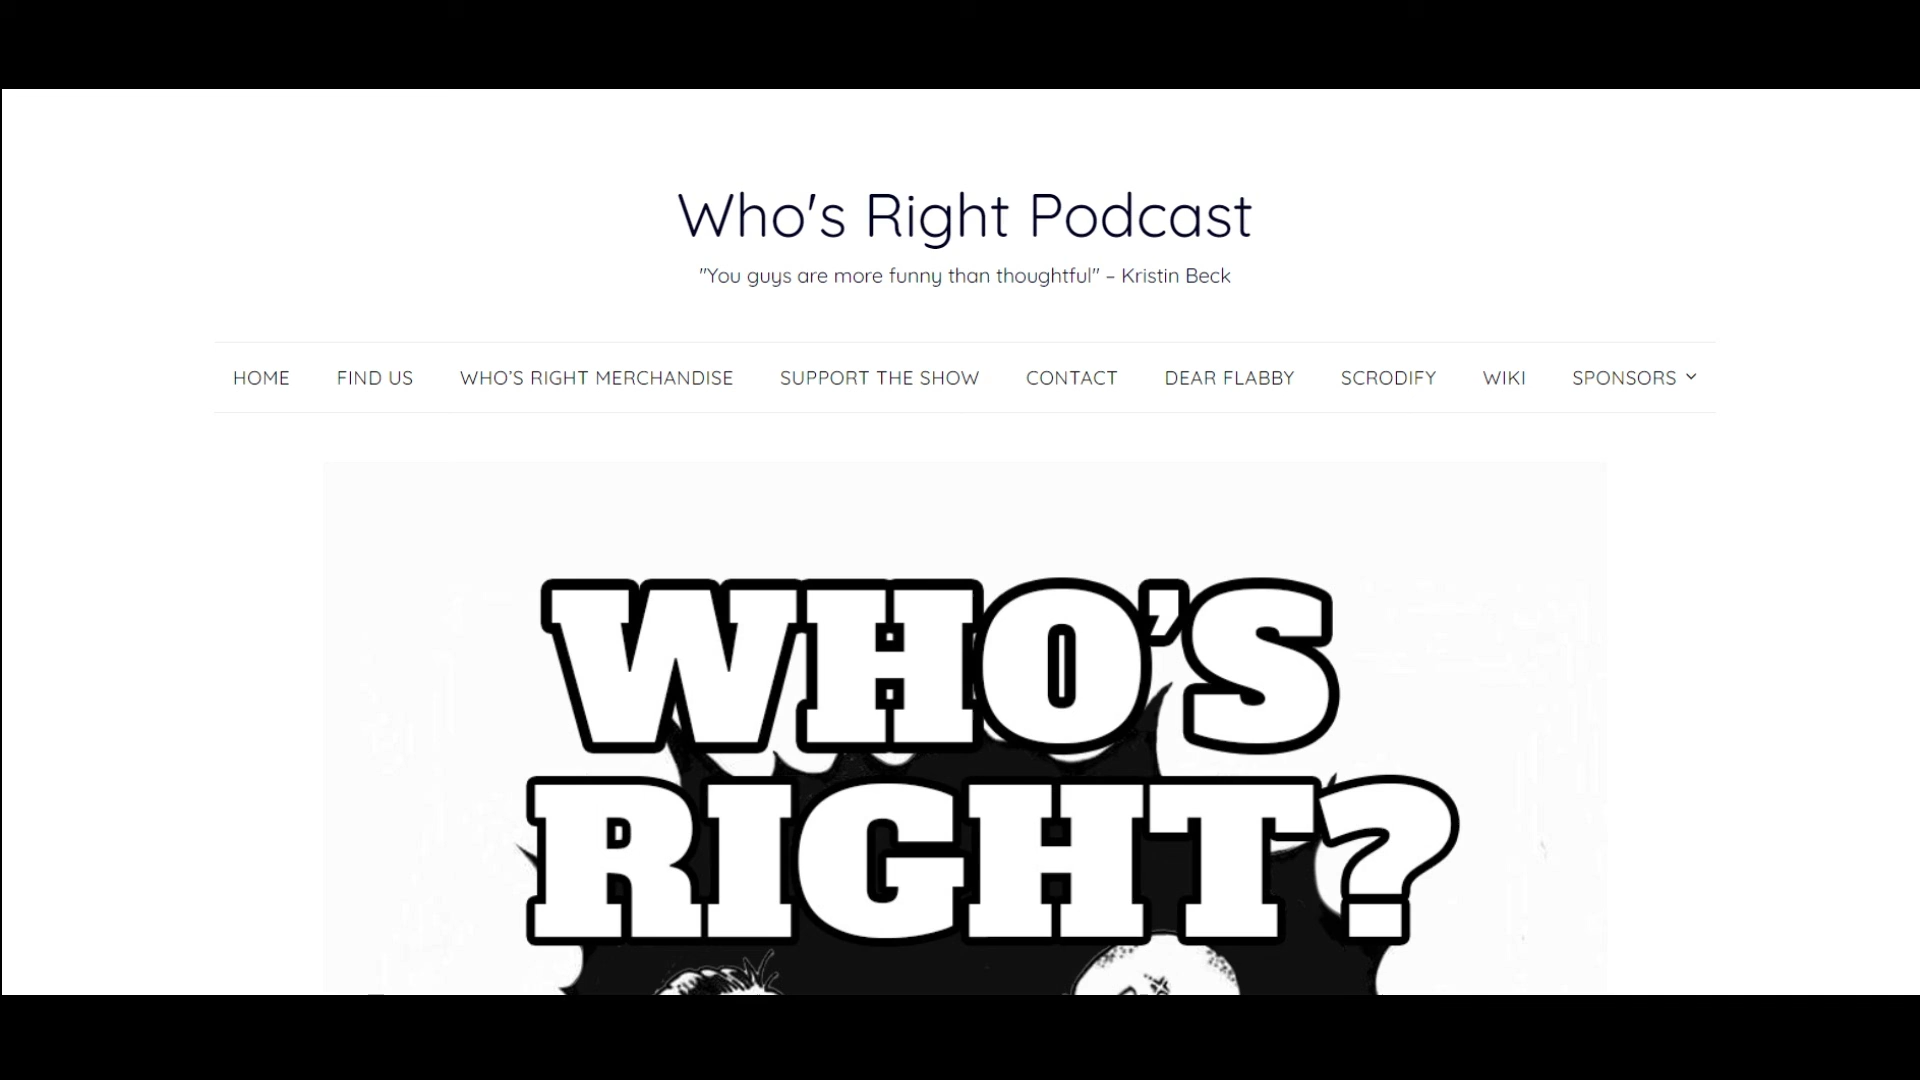 Who's Right Podcast
"You guys are more funny than thoughtful" – Kristin Beck
HOME FIND US WHO’S RIGHT MERCHANDISE SUPPORT THE SHOW CONTACT DEAR FLABBY SCRODIFY WIKI SPONSORS
WHO’S
RIGHT?